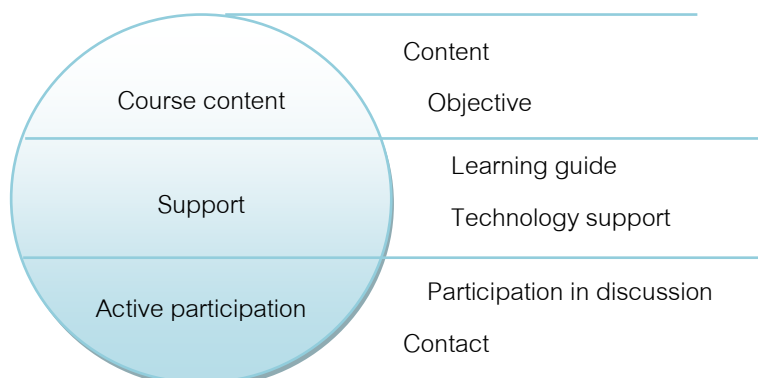 Course content
Content
Objective
Support
Learning guide
Technology support
Active participation
Participation in discussion
Contact